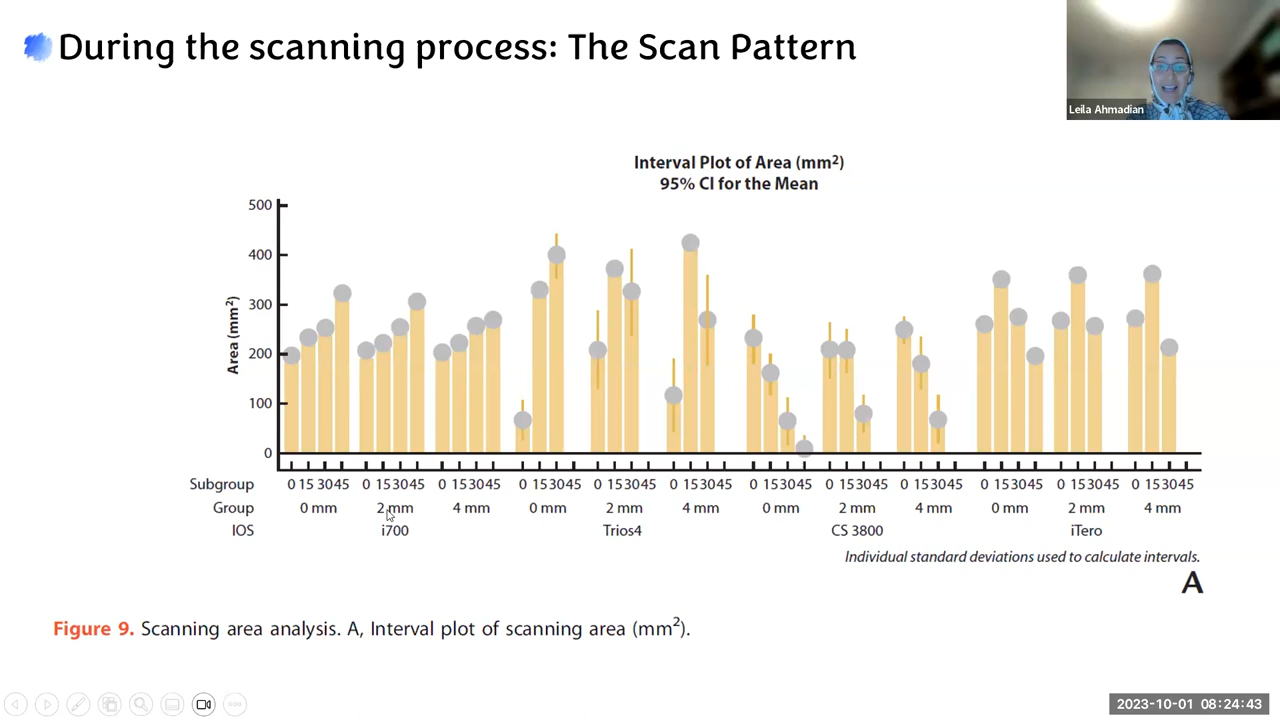 During the scanning process: The Scan Pattern
Leila Ahmadian
Interval Plot of Area (mm²)
95% CI for the Mean
500
400
300
200
100
0
Area (mm²)
Subgroup 0 15 30 45 0 15 30 45 0 15 30 45 0 15 30 45 0 15 30 45 0 15 30 45 0 15 30 45 0 15 30 45 0 15 30 45 0 15 30 45 0 15 30 45 0 15 30 45
Group 0 mm 2 mm 4 mm 0 mm 2 mm 4 mm 0 mm 2 mm 4 mm 0 mm 2 mm 4 mm
IOS i700 Trios4 CS 3800 iTero
Individual standard deviations used to calculate intervals.
A
Figure 9. Scanning area analysis. A, Interval plot of scanning area (mm²).
2023-10-01 08:24:43